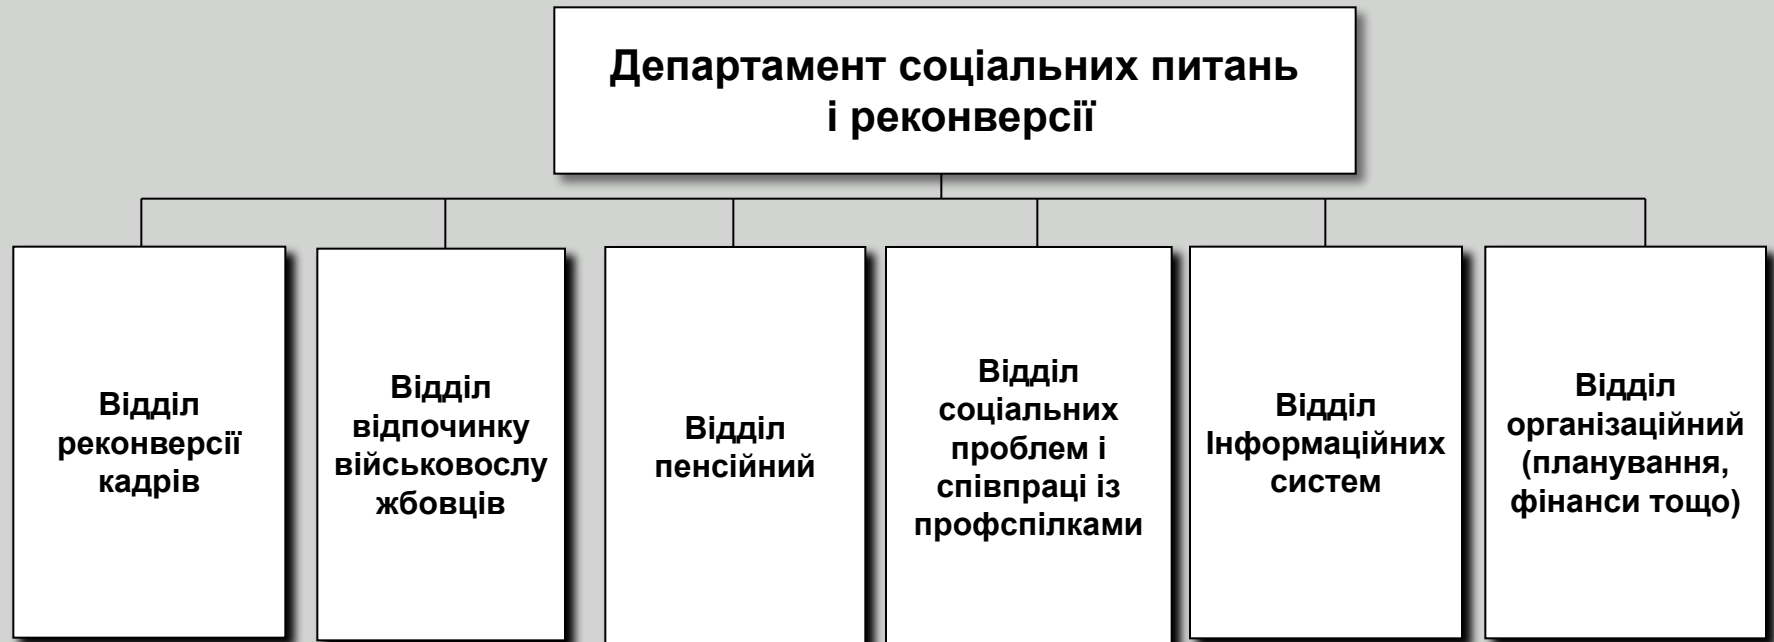 Департамент соціальних питань
і реконверсії
Відділ
реконверсії
кадрів
Відділ
відпочинку
військовослу
жбовців
Відділ
пенсійний
Відділ
соціальних
проблем і
співпраці із
профспілками
Відділ
Інформаційних
систем
Відділ
організаційний
(планування,
фінанси тощо)